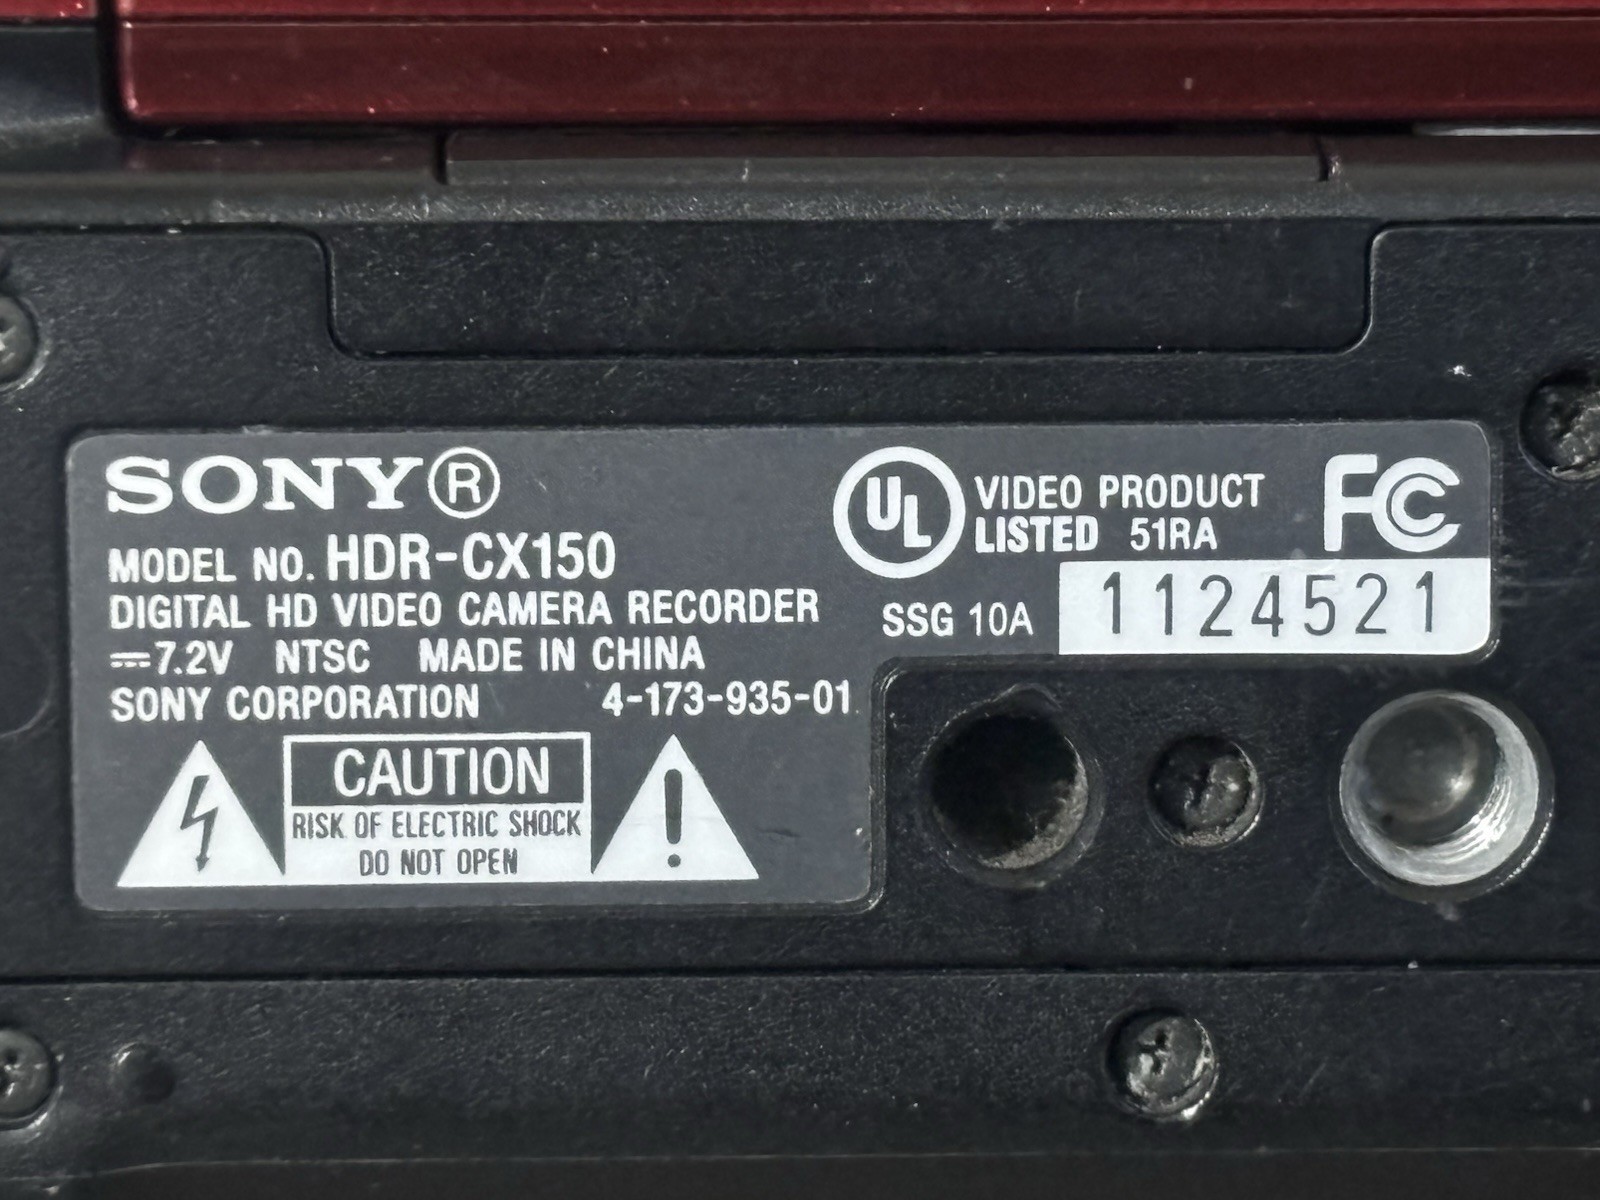 SONY®
MODEL NO. HDR-CX150
DIGITAL HD VIDEO CAMERA RECORDER
⎓7.2V NTSC MADE IN CHINA
SONY CORPORATION 4-173-935-01
CAUTION
RISK OF ELECTRIC SHOCK
DO NOT OPEN
UL VIDEO PRODUCT
LISTED 51RA
FC
SSG 10A 1124521